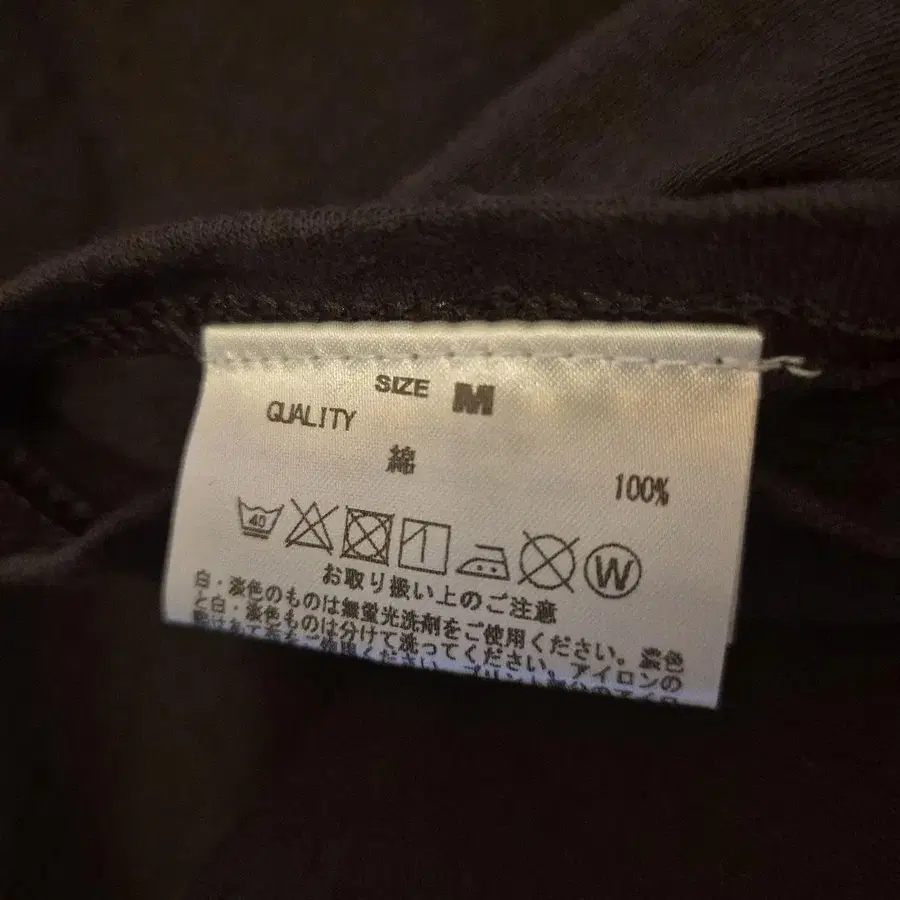 SIZE M
QUALITY
綿
100%
40 W
お取り扱い上のご注意
白・淡色のものは無蛍光洗剤をご使用ください。濃色
と白・淡色ものは分けて洗ってください。アイロンの